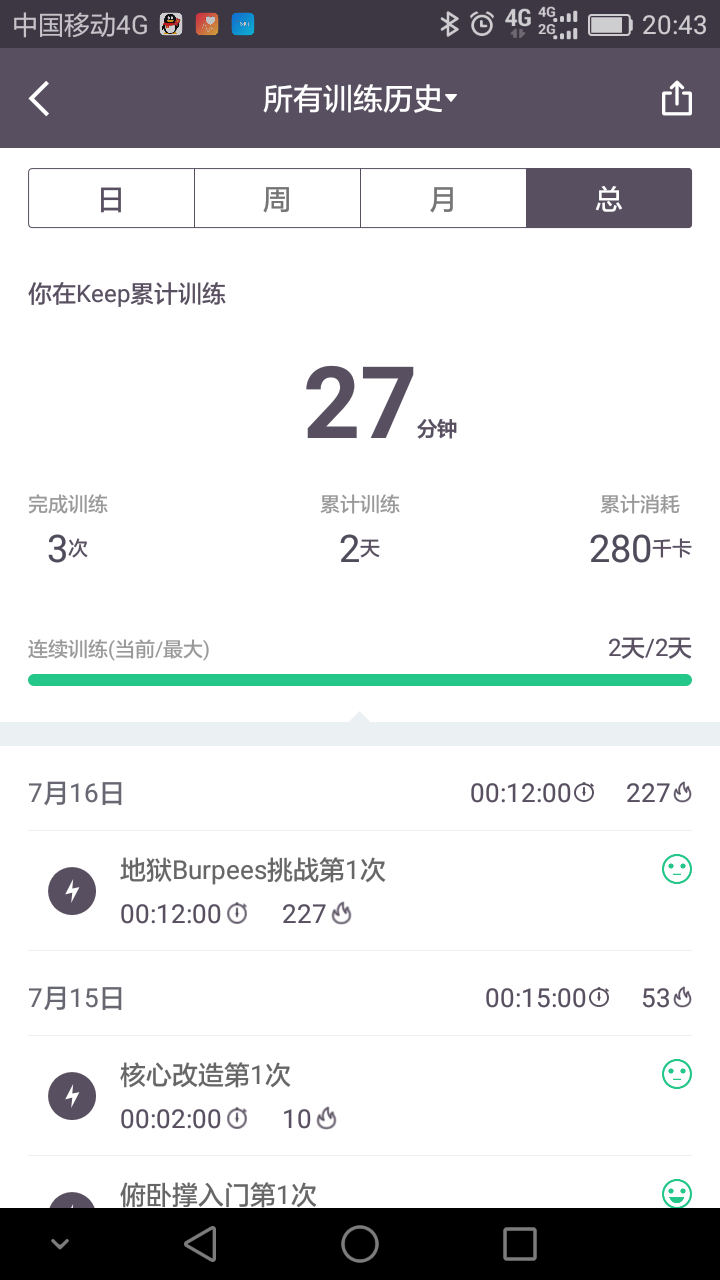 中国移动4G 4G 4G 2G 20:43
所有训练历史
日 周 月 总
你在Keep累计训练
27分钟
完成训练 累计训练 累计消耗
3次 2天 280千卡
连续训练(当前/最大) 2天/2天
7月16日 00:12:00 227
地狱Burpees挑战第1次
00:12:00 227
7月15日 00:15:00 53
核心改造第1次
00:02:00 10
俯卧撑入门第1次